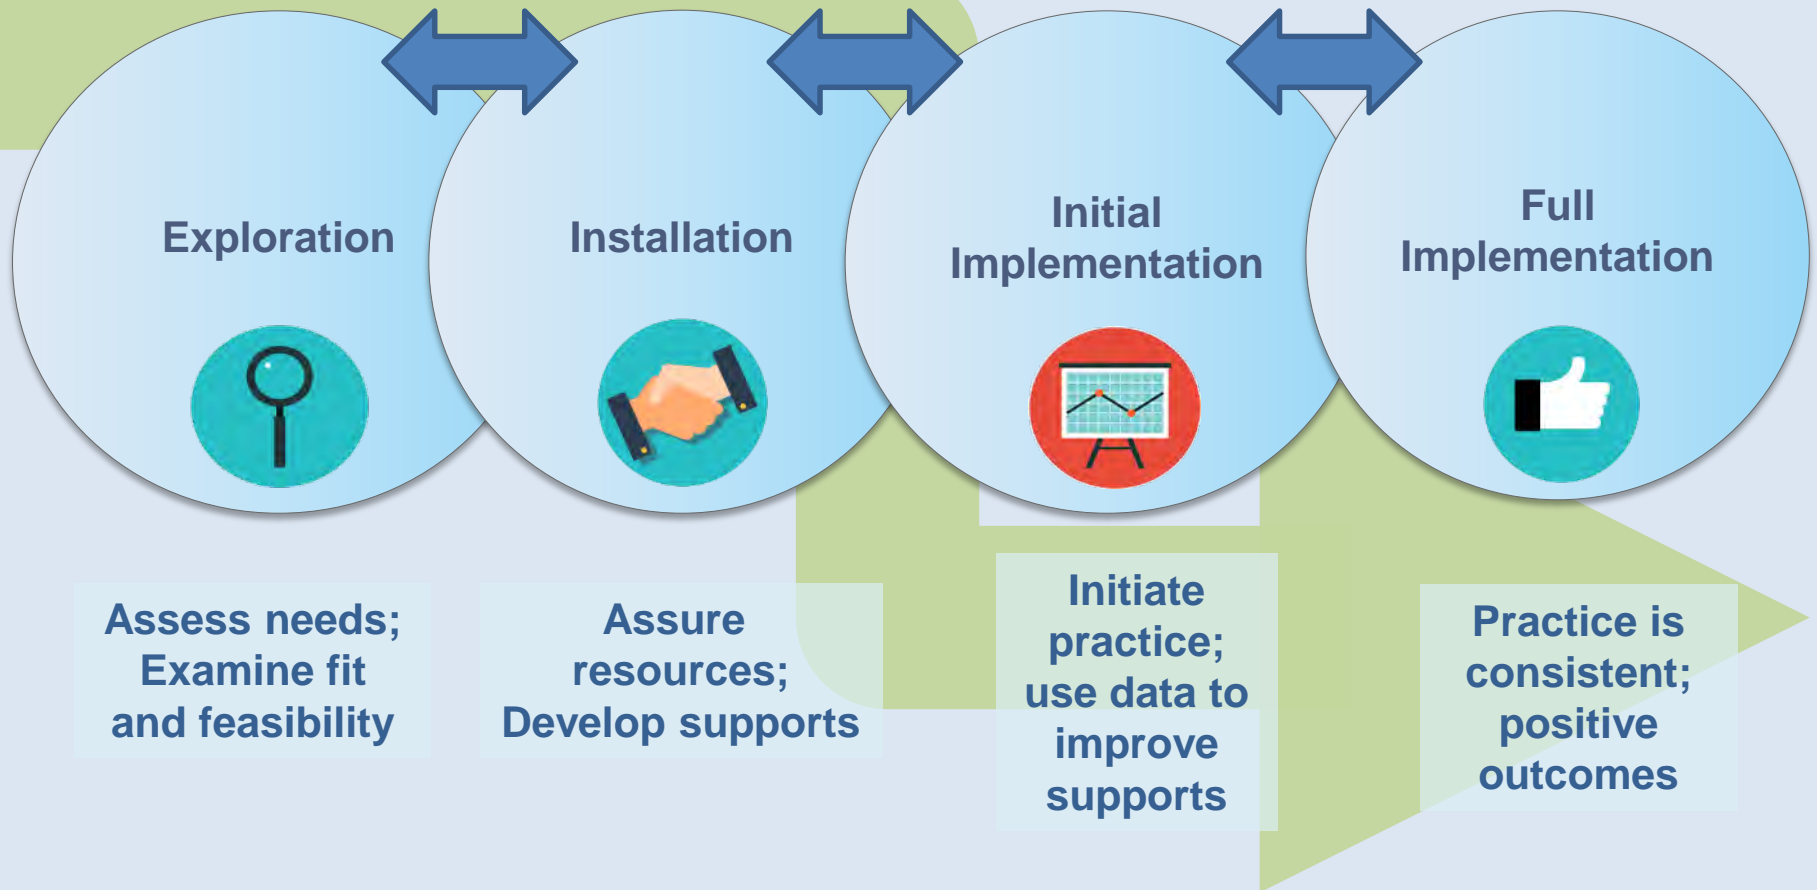 Exploration
Installation
Initial
Implementation
Full
Implementation
Assess needs;
Examine fit
and feasibility
Assure
resources;
Develop supports
Initiate
practice;
use data to
improve
supports
Practice is
consistent;
positive
outcomes